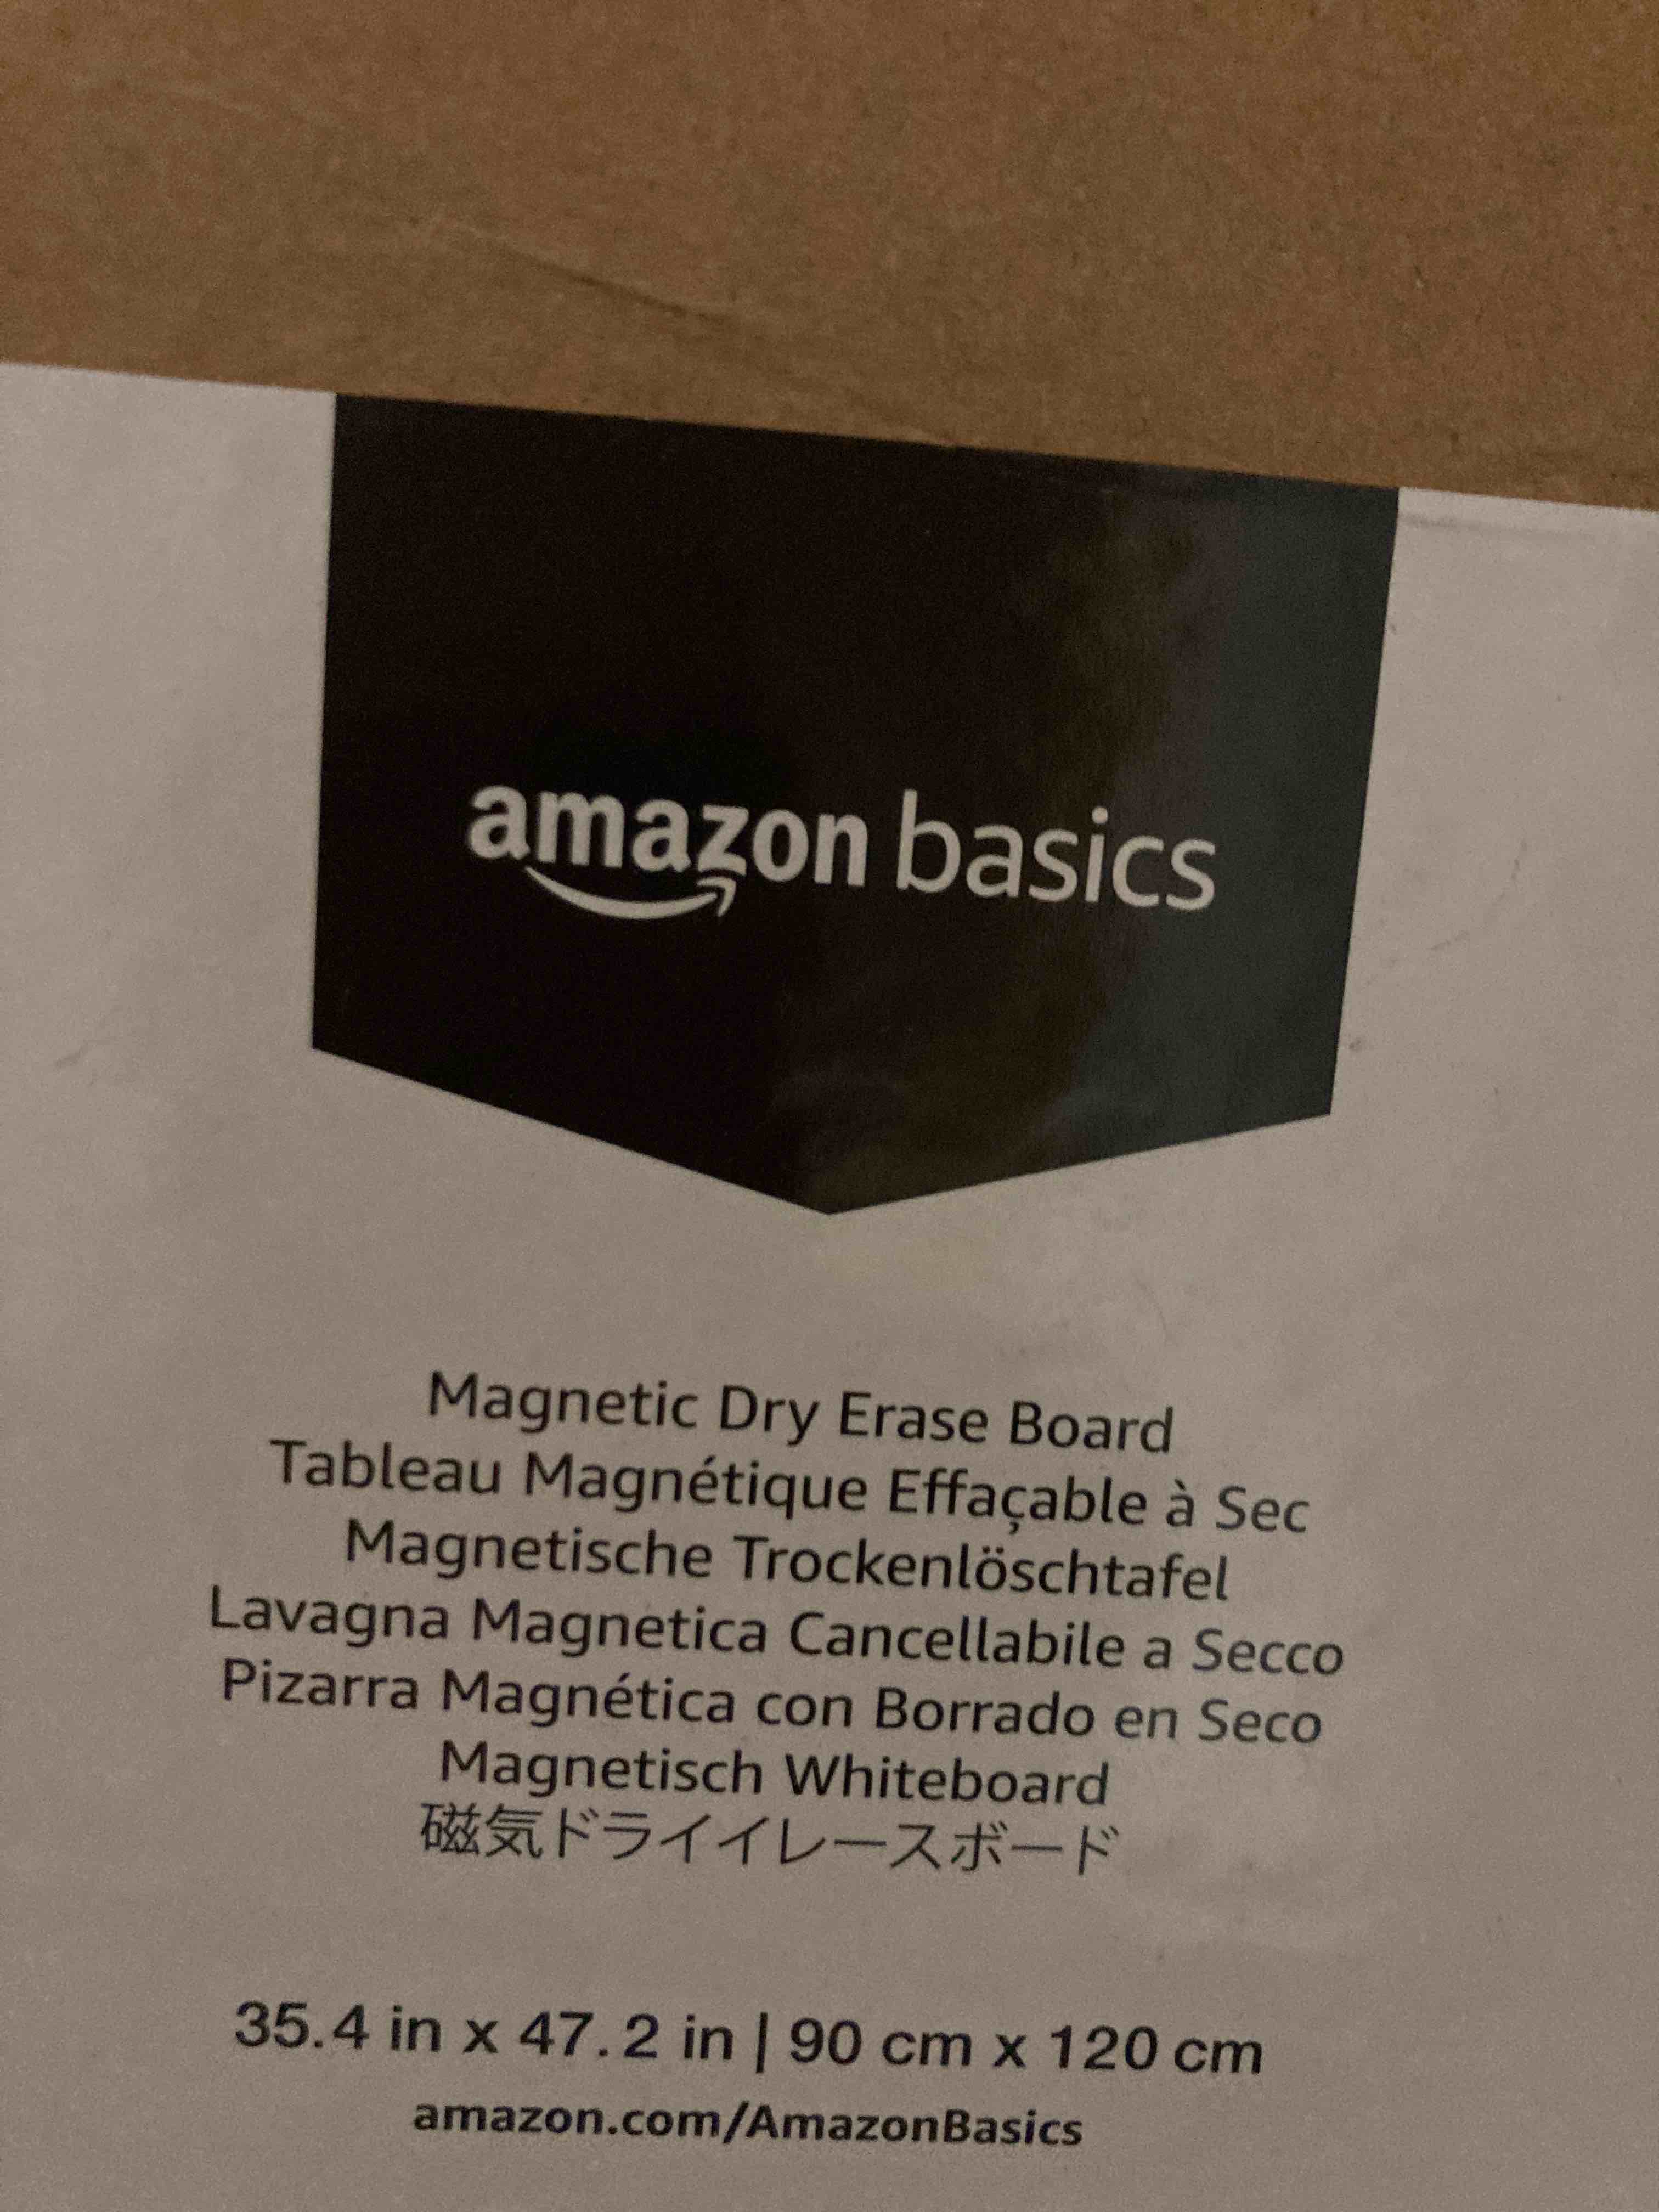 amazon basics
Magnetic Dry Erase Board
Tableau Magnétique Effaçable à Sec
Magnetische Trockenlöschtafel
Lavagna Magnetica Cancellabile a Secco
Pizarra Magnética con Borrado en Seco
Magnetisch Whiteboard
磁気ドライイレースボード
35.4 in x 47.2 in | 90 cm x 120 cm
amazon.com/AmazonBasics